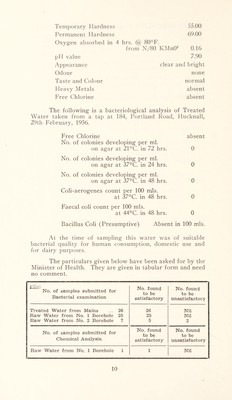 Temporary Hardness 55.00
Permanent Hardness 69.00
Oxygen absorbed in 4 hrs. @ 80°F.
from N/80 KMn0⁴ 0.16
pH value 7.90
Appearance clear and bright
Odour none
Taste and Colour normal
Heavy Metals absent
Free Chlorine absent
The following is a bacteriological analysis of Treated
Water taken from a tap at 184, Portland Road, Hucknall,
29th February, 1956.
Free Chlorine absent
No. of colonies developing per ml.
on agar at 21°C. in 72 hrs. 0
No. of colonies developing per ml.
on agar at 37°C. in 24 hrs. 0
No. of colonies developing per ml.
on agar at 37°C. in 48 hrs. 0
Coli-aerogenes count per 100 mls.
at 37°C. in 48 hrs. 0
Faecal coli count per 100 mls.
at 44°C. in 48 hrs. 0
Bacillus Coli (Presumptive) Absent in 100 mls.
At the time of sampling this water was of suitable
bacterial quality for human consumption, domestic use and
for dairy purposes.
The particulars given below have been asked for by the
Minister of Health. They are given in tabular form and need
no comment.
No. of samples submitted for Bacterial examination No. found to be satisfactory No. found to be unsatisfactory
Treated Water from Mains .. 26 26 Nil
Raw Water from No. 1 Borehole 25 25 Nil
Raw Water from No. 2 Borehole 7 5 2
No. of samples submitted for Chemical Analysis No. found to be satisfactory No. found to be unsatisfactory
Raw Water from No. 1 Borehole 1 1 Nil
10